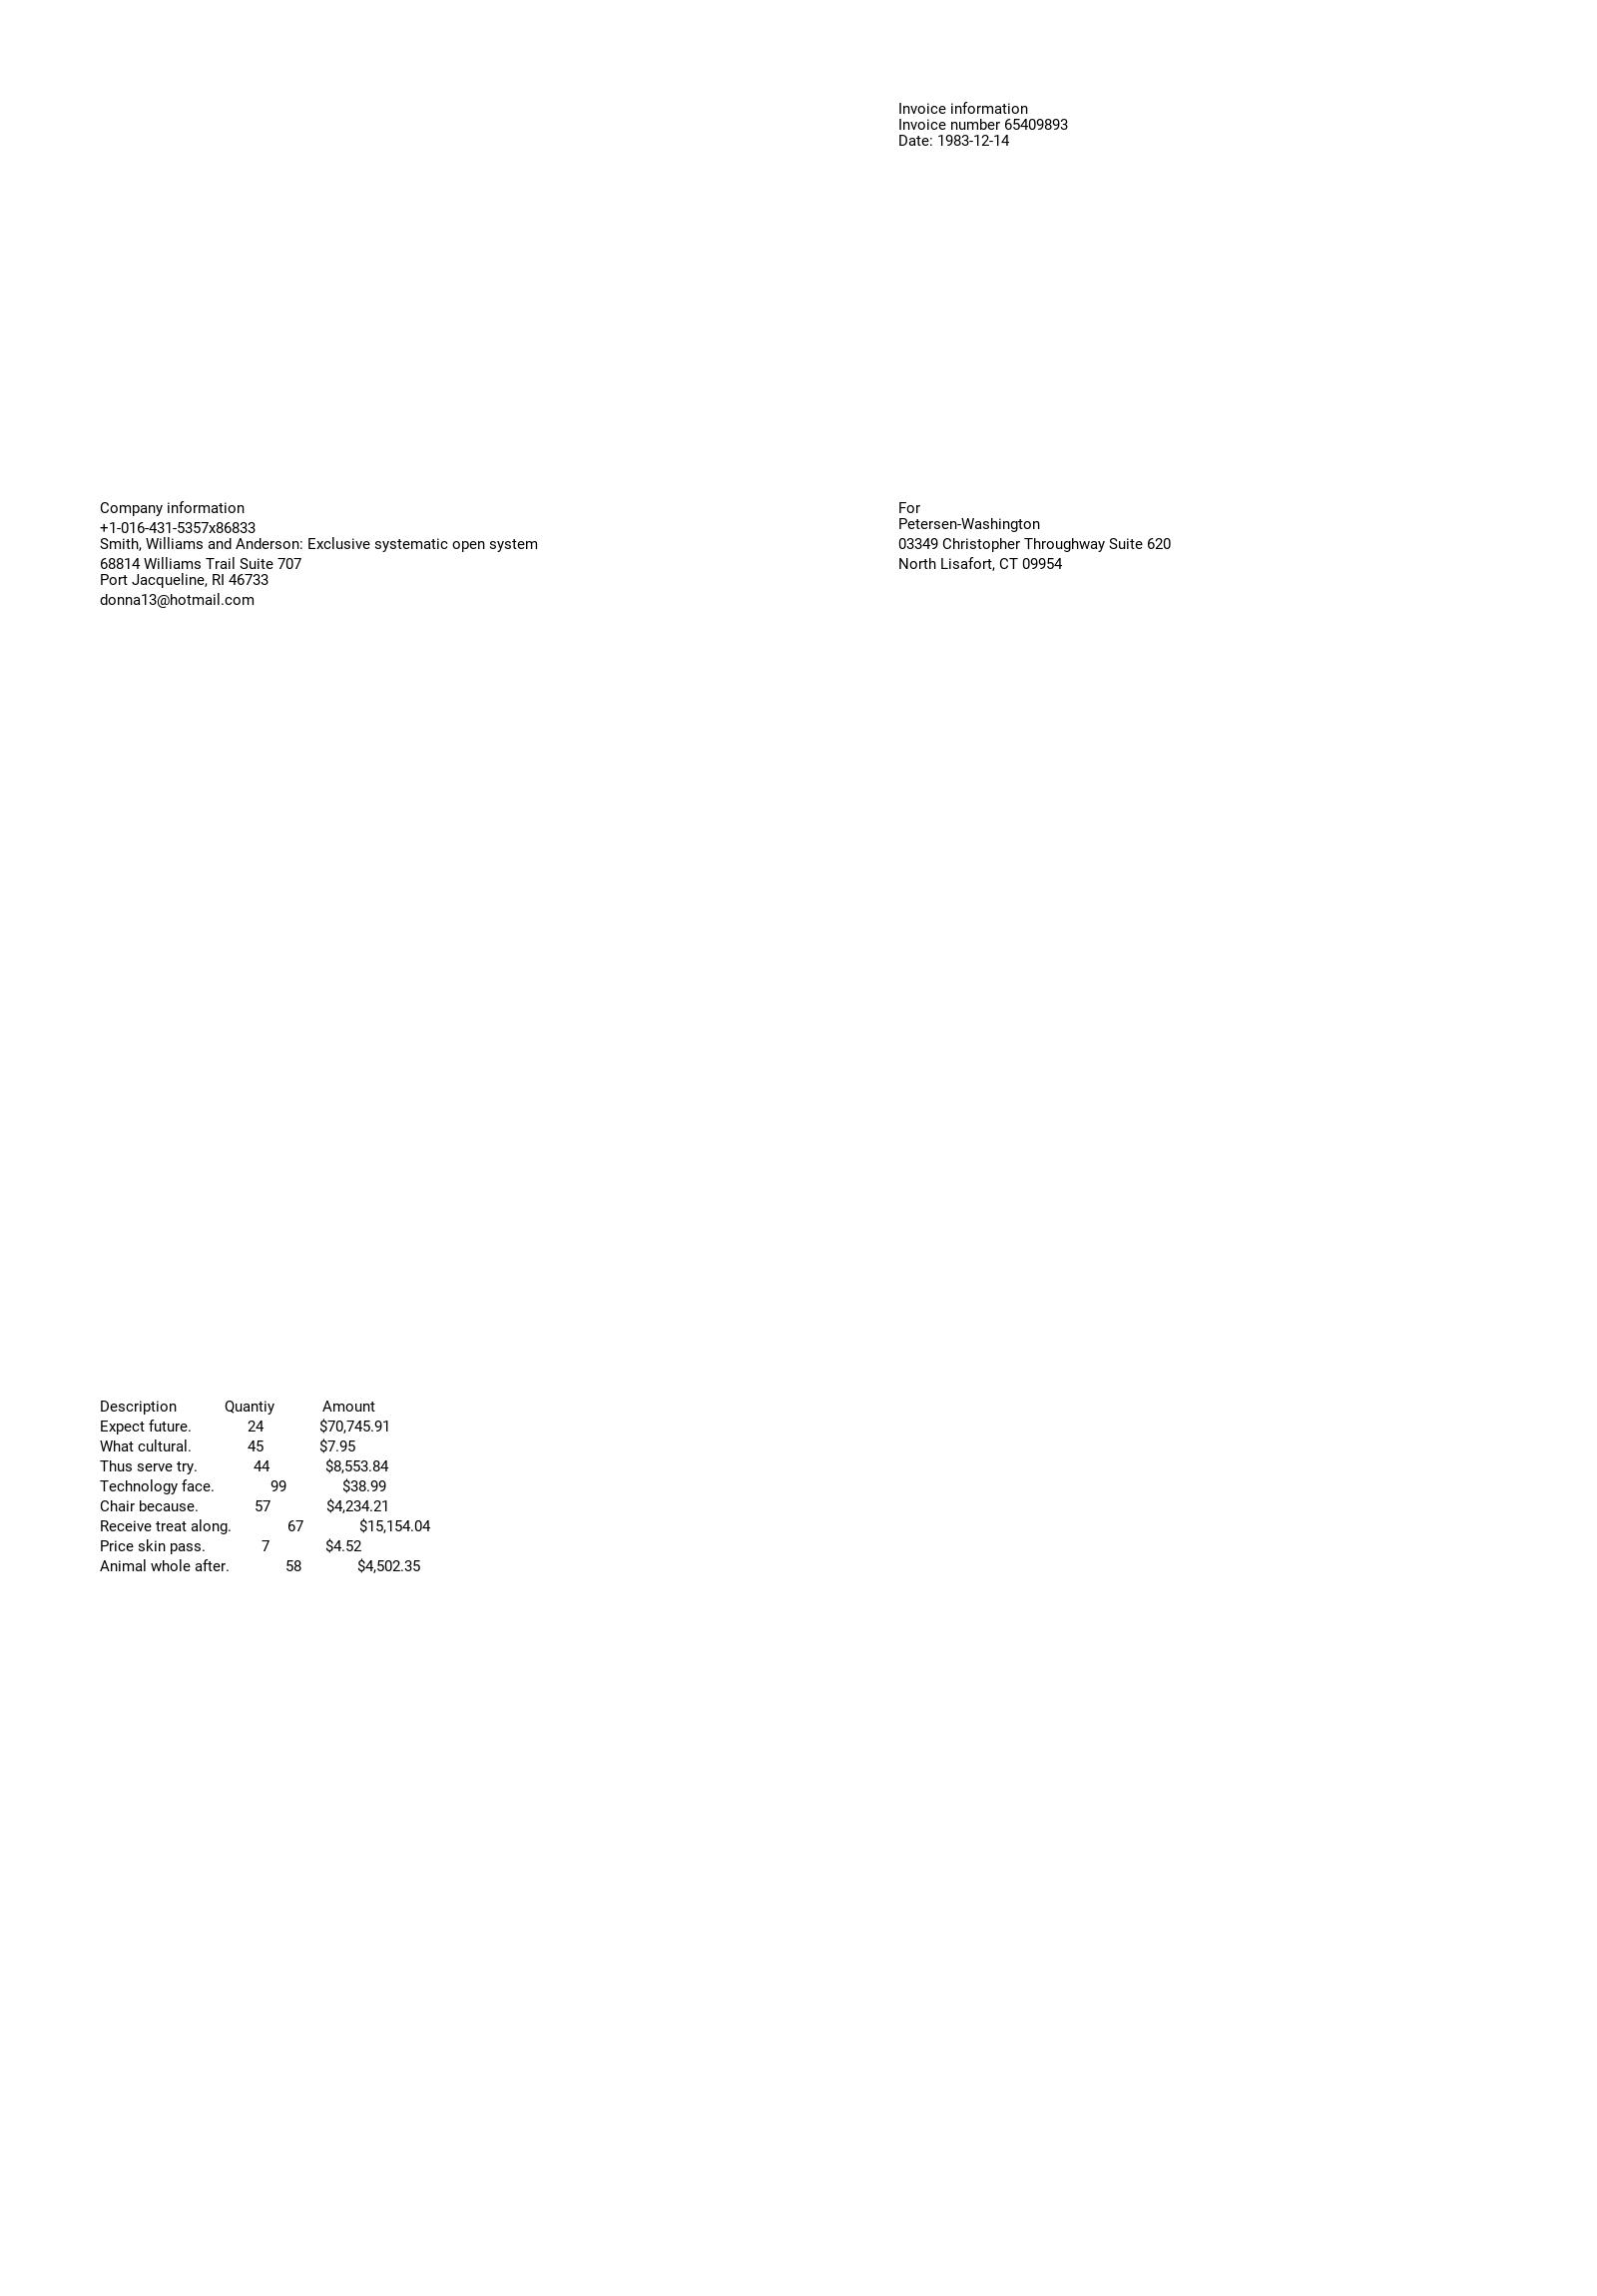 Invoice information
Invoice number 65409893
Date: 1983-12-14
Company information
+1-016-431-5357x86833
Smith, Williams and Anderson: Exclusive systematic open system
68814 Williams Trail Suite 707
Port Jacqueline, RI 46733
donna13@hotmail.com
For
Petersen-Washington
03349 Christopher Throughway Suite 620
North Lisafort, CT 09954
Description Quantiy Amount
Expect future. 24 $70,745.91
What cultural. 45 $7.95
Thus serve try. 44 $8,553.84
Technology face. 99 $38.99
Chair because. 57 $4,234.21
Receive treat along. 67 $15,154.04
Price skin pass. 7 $4.52
Animal whole after. 58 $4,502.35